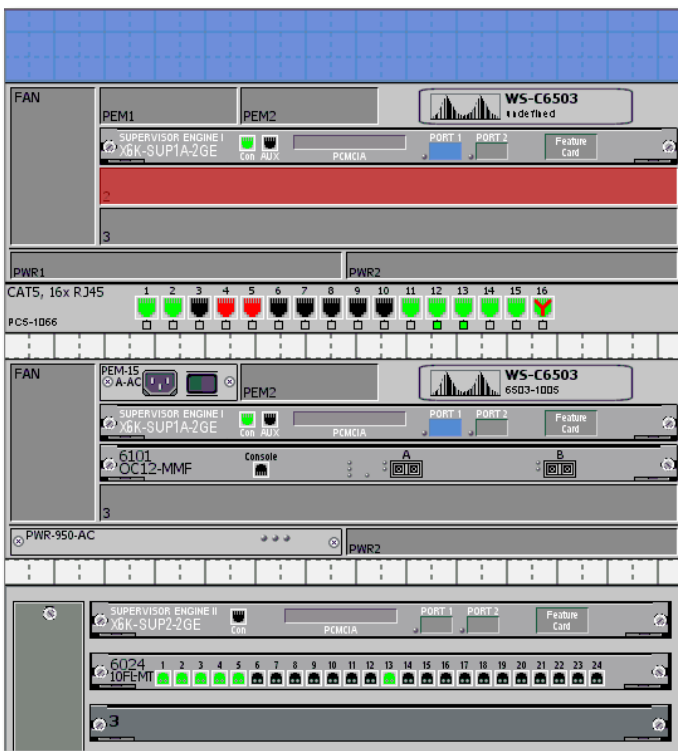 FAN
PEM1
PEM2
WS-C6503
undefined
SUPERVISOR ENGINE I
X6K-SUP1A-2GE
Con AUX
PCMCIA
PORT 1 PORT 2
Feature
Card
2
3
PWR1
PWR2
CAT5, 16x RJ45
1 2 3 4 5 6 7 8 9 10 11 12 13 14 15 16
PCS-1066
FAN
PEM-15
A-AC
PEM2
WS-C6503
6503-1005
SUPERVISOR ENGINE I
X6K-SUP1A-2GE
Con AUX
PCMCIA
PORT 1 PORT 2
Feature
Card
6101
OC12-MMF
Console
A
B
3
PWR-950-AC
PWR2
SUPERVISOR ENGINE II
X6K-SUP2-2GE
Con
PCMCIA
PORT 1 PORT 2
Feature
Card
6024
10FL-MT
1 2 3 4 5 6 7 8 9 10 11 12 13 14 15 16 17 18 19 20 21 22 23 24
3